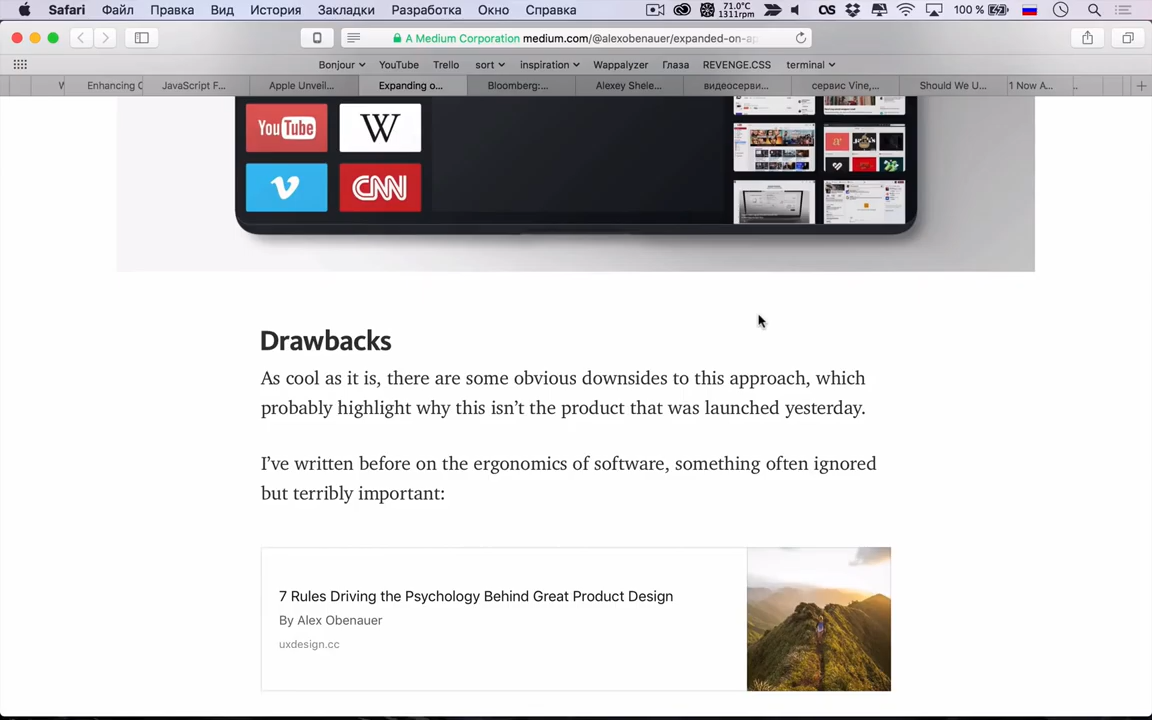 Safari Файл Правка Вид История Закладки Разработка Окно Справка 71.0°C 1311rpm 100 %
A Medium Corporation medium.com/@alexobenauer/expanded-on-ap
Bonjour YouTube Trello sort inspiration Wappalyzer Глаза REVENGE.CSS terminal
Enhancing C JavaScript F... Apple Unveil... Expanding o... Bloomberg:... Alexey Shele... видеосерви... сервис Vine,... Should We U... 1 Now A...
YouTube W
CNN
Drawbacks
As cool as it is, there are some obvious downsides to this approach, which
probably highlight why this isn’t the product that was launched yesterday.
I’ve written before on the ergonomics of software, something often ignored
but terribly important:
7 Rules Driving the Psychology Behind Great Product Design
By Alex Obenauer
uxdesign.cc